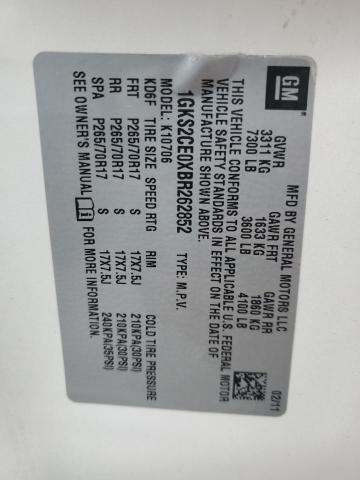 GM
MFD BY GENERAL MOTORS LLC
02/11
GVWR GAWR FRT GAWR RR
3311 KG 1633 KG 1860 KG
7300 LB 3600 LB 4100 LB
THIS VEHICLE CONFORMS TO ALL APPLICABLE U.S. FEDERAL MOTOR
VEHICLE SAFETY STANDARDS IN EFFECT ON THE DATE OF
MANUFACTURE SHOWN ABOVE.
1GKS2CE0XBR262852 TYPE: M.P.V.
MODEL: K10706
KD6F TIRE SIZE SPEED RTG RIM COLD TIRE PRESSURE
FRT P265/70R17 S 17X7.5J 210KPA(30PSI)
RR P265/70R17 S 17X7.5J 210KPA(30PSI)
SPA P265/70R17 S 17X7.5J 240KPA(35PSI)
SEE OWNER'S MANUAL i FOR MORE INFORMATION.